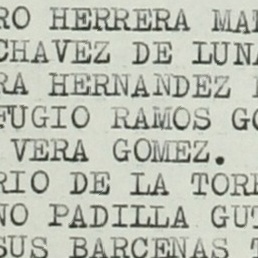 RO HERRERA MA
CHAVEZ DE LUN
RA HERNANDEZ
FUGIO RAMOS GO
VERA GOMEZ.
RIO DE LA TORR
NO PADILLA GUT
SUS BARCENAS